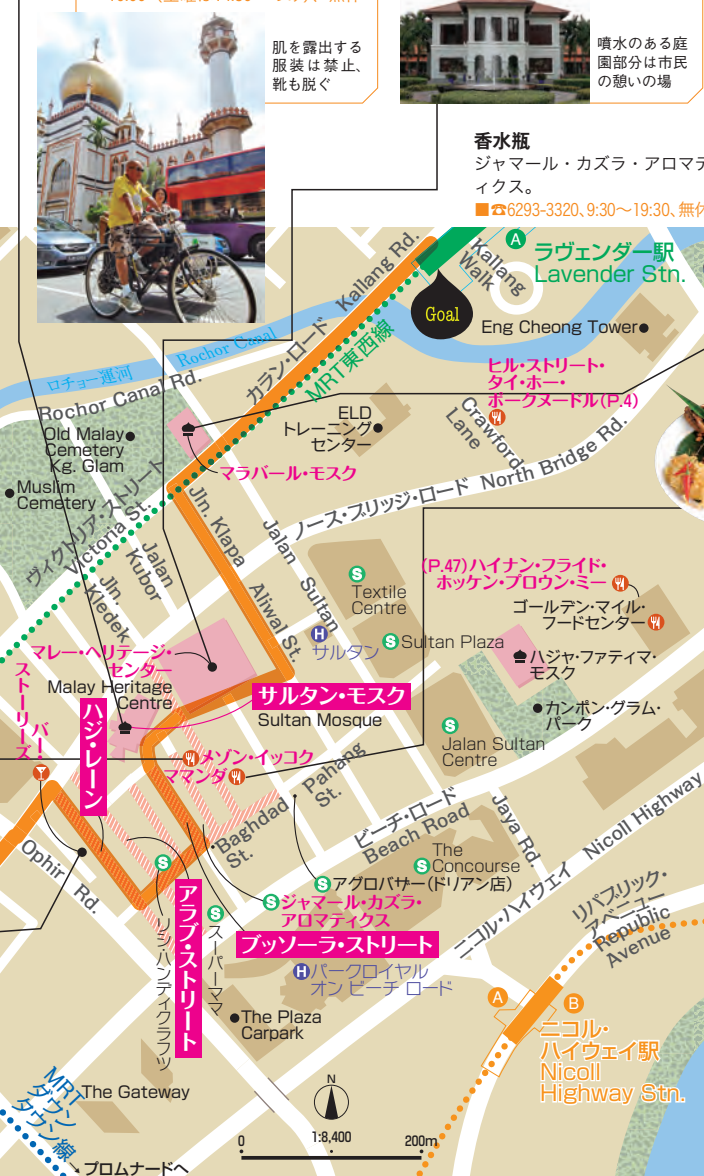 肌を露出する
服装は禁止、
靴も脱ぐ
噴水のある庭
園部分は市民
の憩いの場
香水瓶
ジャマール・カズラ・アロマテ
ィクス。
■☎6293-3320、9:30〜19:30、無休
Kallang Rd.
カラン・ロード
Kallang
Walk
A
ラヴェンダー駅
Lavender Stn.
Goal
Eng Cheong Tower
MRT東西線
Rochor Canal
ロチョー運河
Rochor Canal Rd.
ヒル・ストリート・
タイ・ホー・
ポークヌードル(P.4)
Crawford
Lane
ELD
トレーニング
センター
Old Malay
Cemetery
Kg. Glam
マラバール・モスク
Muslim
Cemetery
ノース・ブリッジ・ロード North Bridge Rd.
ヴィクトリア・ストリート
Victoria St.
Jln. Klapa
Jalan
Kubor
Jln.
Kledek
Aliwal St.
Jalan Sultan
(P.47)ハイナン・フライド・
ホッケン・プロウン・ミー
S
Textile
Centre
ゴールデン・マイル・
フードセンター
H
サルタン
S Sultan Plaza
ハジャ・ファティマ・
モスク
マレー・ヘリテージ・
センター
Malay Heritage
Centre
サルタン・モスク
Sultan Mosque
カンポン・グラム・
パーク
S
Jalan Sultan
Centre
バー・
ストーリーズ
ハジ・レーン
メゾン・イッコク
ママンダ
Pahang
St.
Baghdad
St.
ビーチ・ロード
Beach Road
Jaya Rd.
ニコル・ハイウェイ Nicoll Highway
Ophir Rd.
S
The
Concourse
S アグロバザー(ドリアン店)
S ジャマール・カズラ・
アロマティクス
リパブリック・
アベニュー
Republic
Avenue
アラブ・ストリート
S
リシ・ハンディクラフツ
S
スーパーママ
ブッソーラ・ストリート
H パークロイヤル
オン ビーチ ロード
A
B
ニコル・
ハイウェイ駅
Nicoll
Highway Stn.
The Plaza
Carpark
The Gateway
MRT
ダウン
タウン線
プロムナードへ
N
0
1:8,400
200m